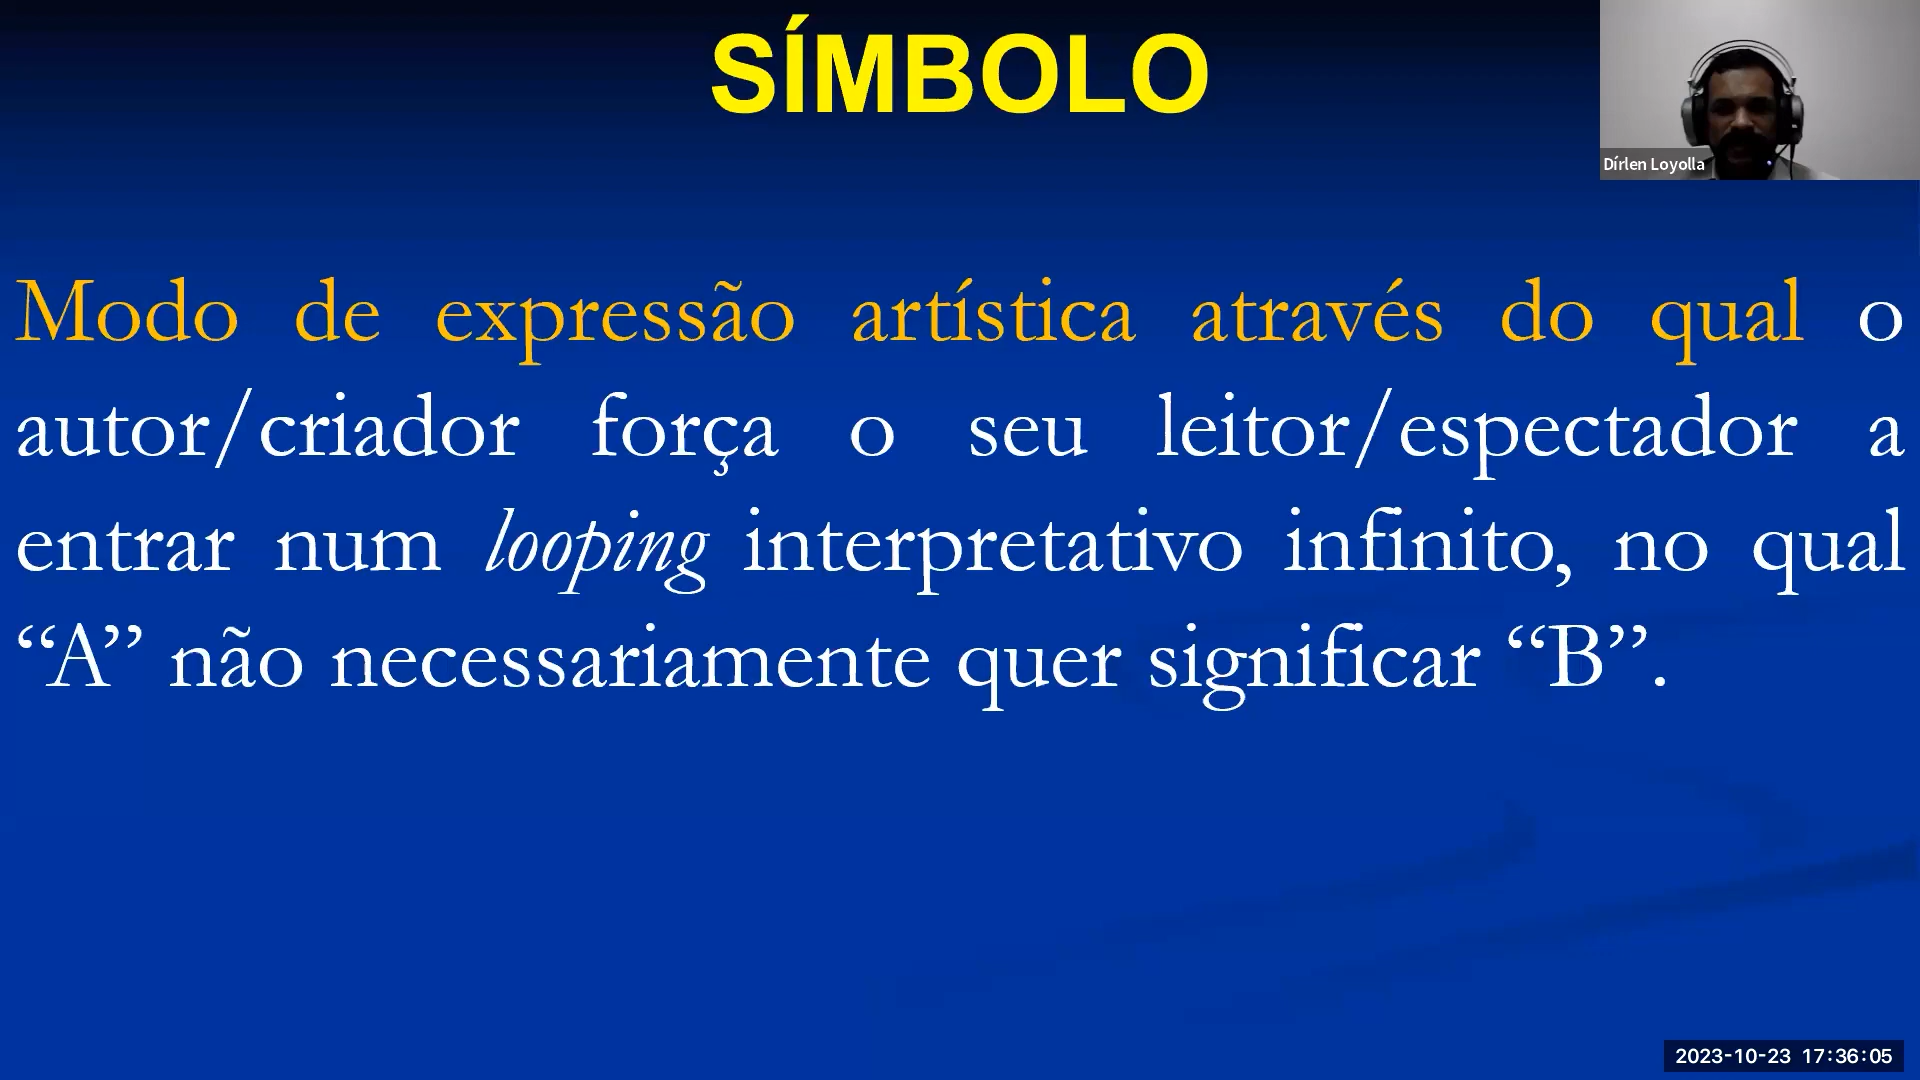 SÍMBOLO
Dírlen Loyolla
Modo de expressão artística através do qual o
autor/criador força o seu leitor/espectador a
entrar num looping interpretativo infinito, no qual
“A” não necessariamente quer significar “B”.
2023-10-23 17:36:05